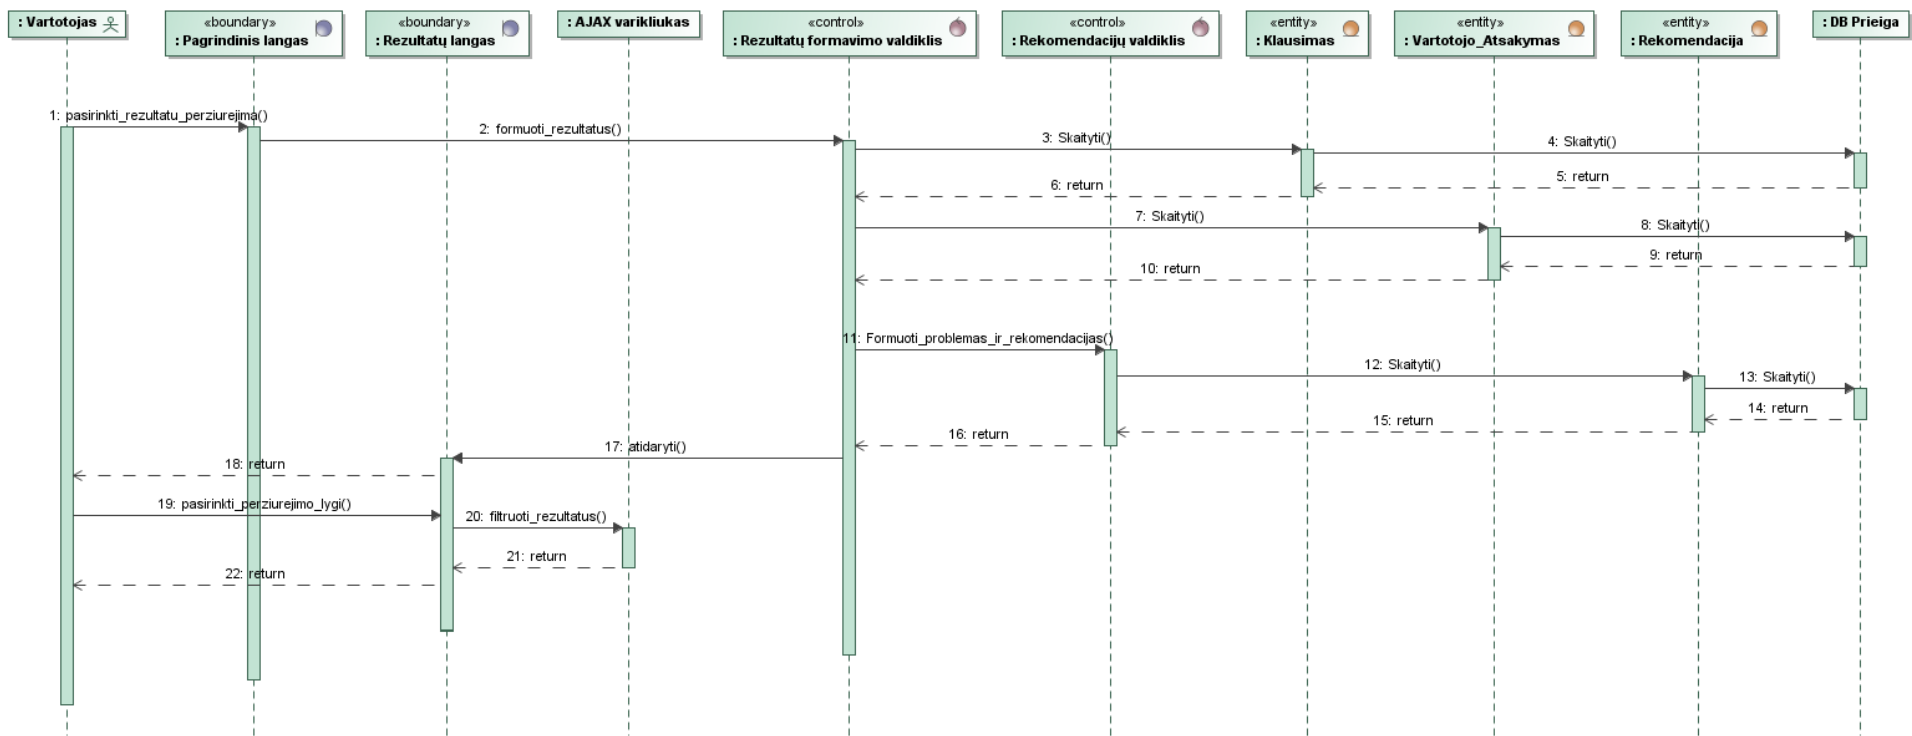 : Vartotojas
«boundary»
: Pagrindinis langas
«boundary»
: Rezultatų langas
: AJAX varikliukas
«control»
: Rezultatų formavimo valdiklis
«control»
: Rekomendacijų valdiklis
«entity»
: Klausimas
«entity»
: Vartotojo_Atsakymas
«entity»
: Rekomendacija
: DB Prieiga
1: pasirinkti_rezultatu_perziurejima()
2: formuoti_rezultatus()
3: Skaityti()
4: Skaityti()
5: return
6: return
7: Skaityti()
8: Skaityti()
9: return
10: return
11: Formuoti_problemas_ir_rekomendacijas()
12: Skaityti()
13: Skaityti()
14: return
15: return
16: return
17: atidaryti()
18: return
19: pasirinkti_perziurejimo_lygi()
20: filtruoti_rezultatus()
21: return
22: return